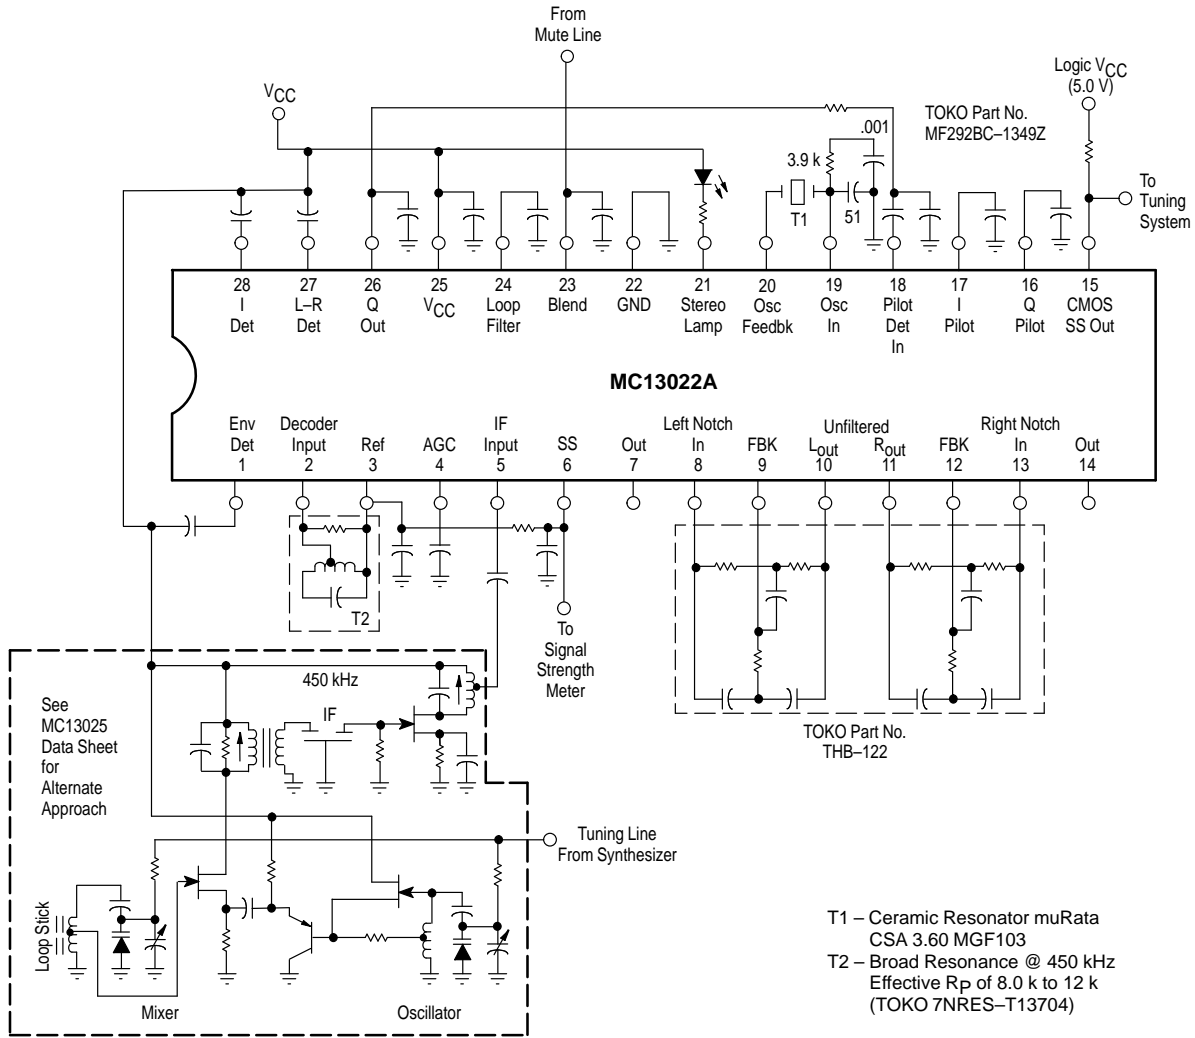 From
Mute Line
VCC
Logic VCC
(5.0 V)
TOKO Part No.
MF292BC–1349Z
.001
3.9 k
T1
51
To
Tuning
System
28
I
Det
27
L–R
Det
26
Q
Out
25
VCC
24
Loop
Filter
23
Blend
22
GND
21
Stereo
Lamp
20
Osc
Feedbk
19
Osc
In
18
Pilot
Det
In
17
I
Pilot
16
Q
Pilot
15
CMOS
SS Out
MC13022A
Env
Det
1
Decoder
Input
2
Ref
3
AGC
4
IF
Input
5
SS
6
Out
7
Left Notch
In
8
FBK
9
Unfiltered
Lout
10
Rout
11
FBK
12
Right Notch
In
13
Out
14
T2
To
Signal
Strength
Meter
TOKO Part No.
THB–122
See
MC13025
Data Sheet
for
Alternate
Approach
450 kHz
IF
Tuning Line
From Synthesizer
Loop Stick
Mixer
Oscillator
T1 – Ceramic Resonator muRata
CSA 3.60 MGF103
T2 – Broad Resonance @ 450 kHz
Effective RP of 8.0 k to 12 k
(TOKO 7NRES–T13704)